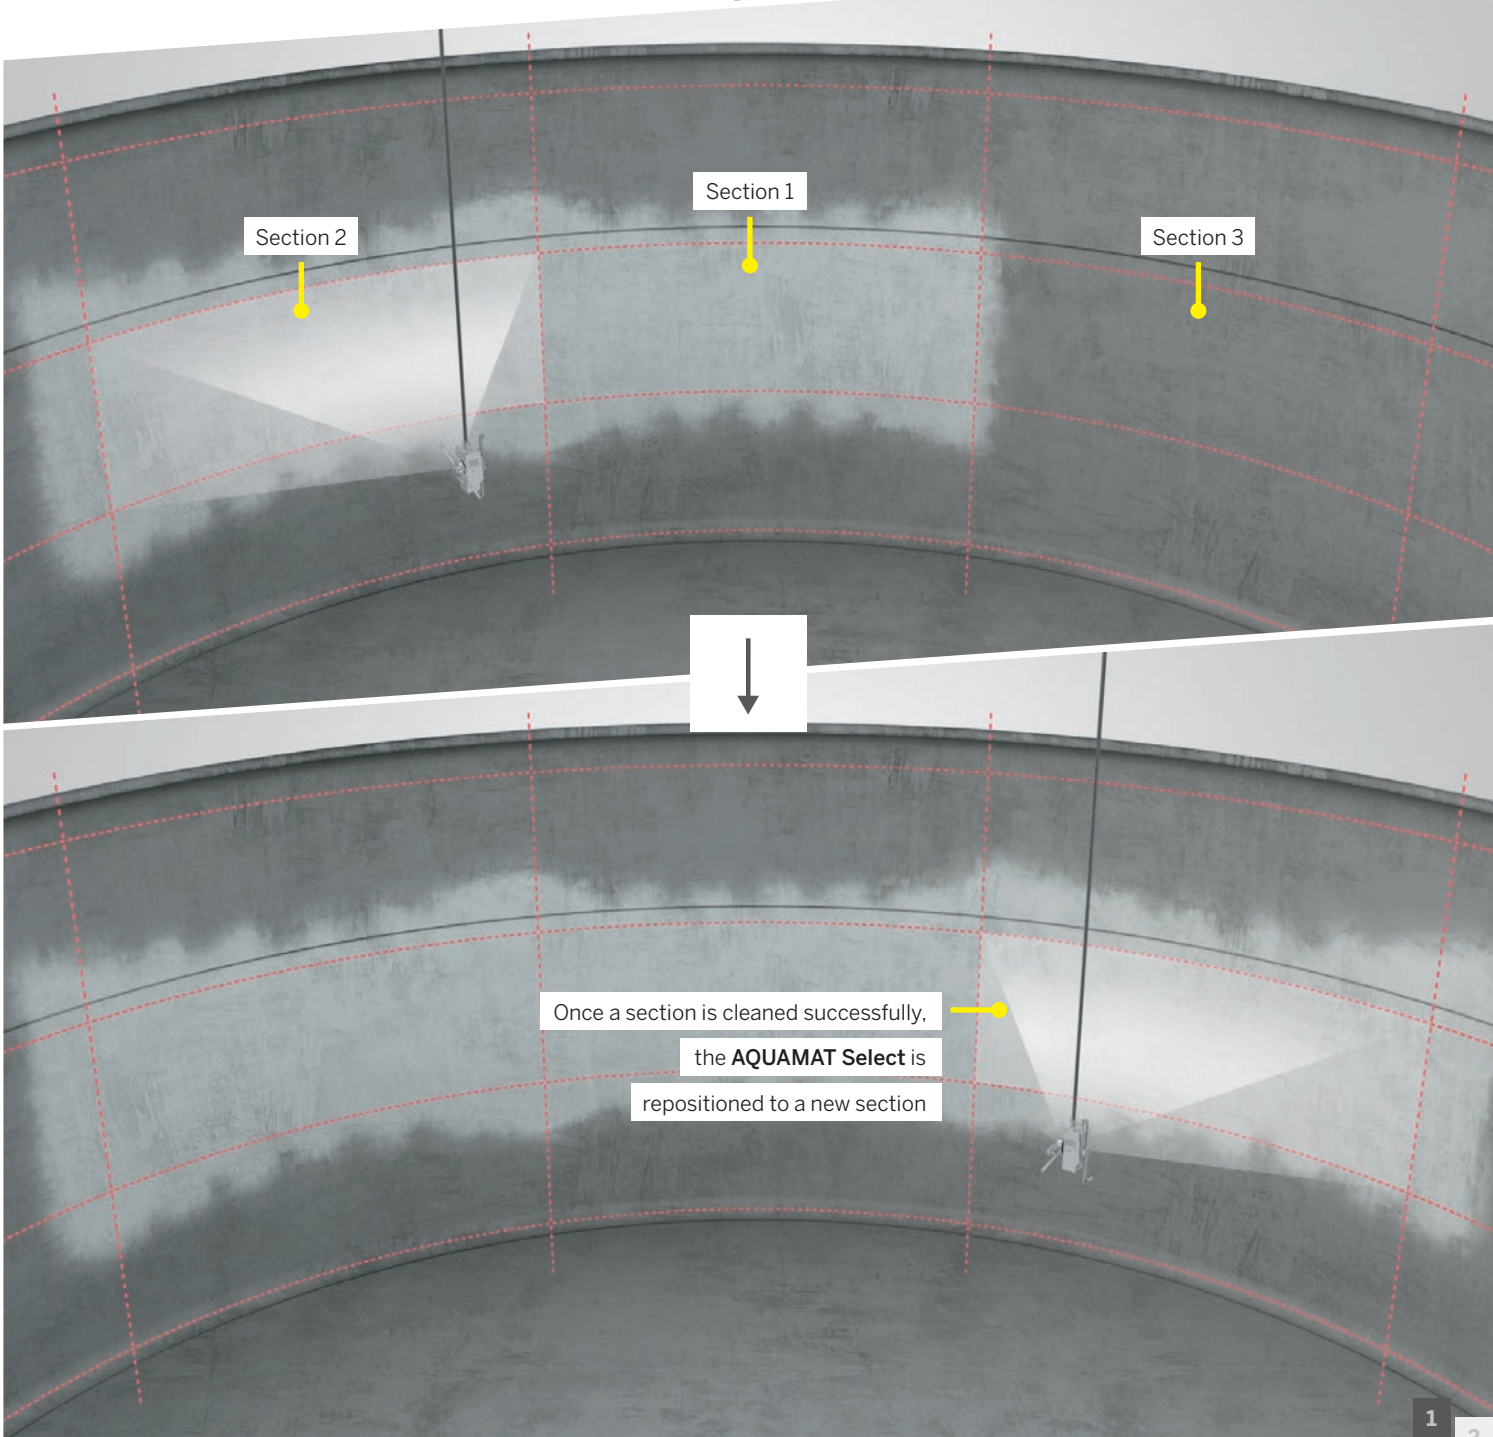 Section 1
Section 2
Section 3
Once a section is cleaned successfully,
the AQUAMAT Select is
repositioned to a new section
1
2